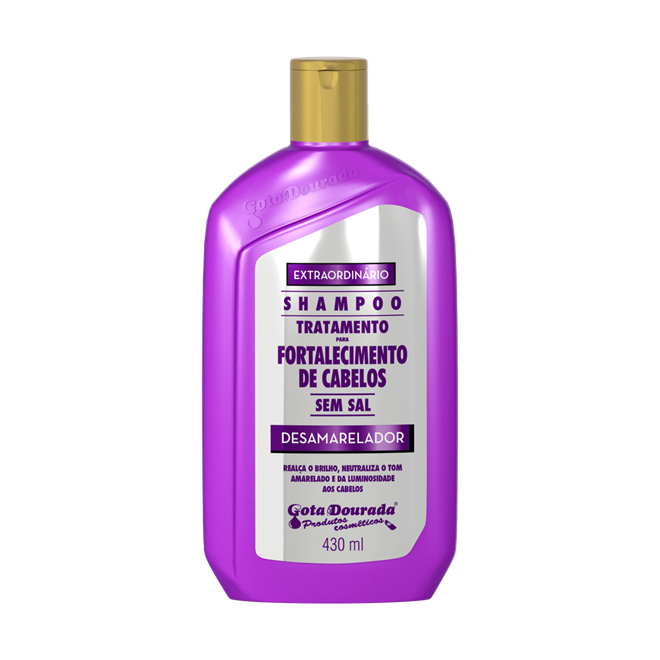 Gota Dourada
EXTRAORDINÁRIO
SHAMPOO
TRATAMENTO
PARA
FORTALECIMENTO
DE CABELOS
SEM SAL
DESAMARELADOR
REALÇA O BRILHO, NEUTRALIZA O TOM
AMARELADO E DA LUMINOSIDADE
AOS CABELOS
Gota Dourada®
Produtos cosméticos
430 ml